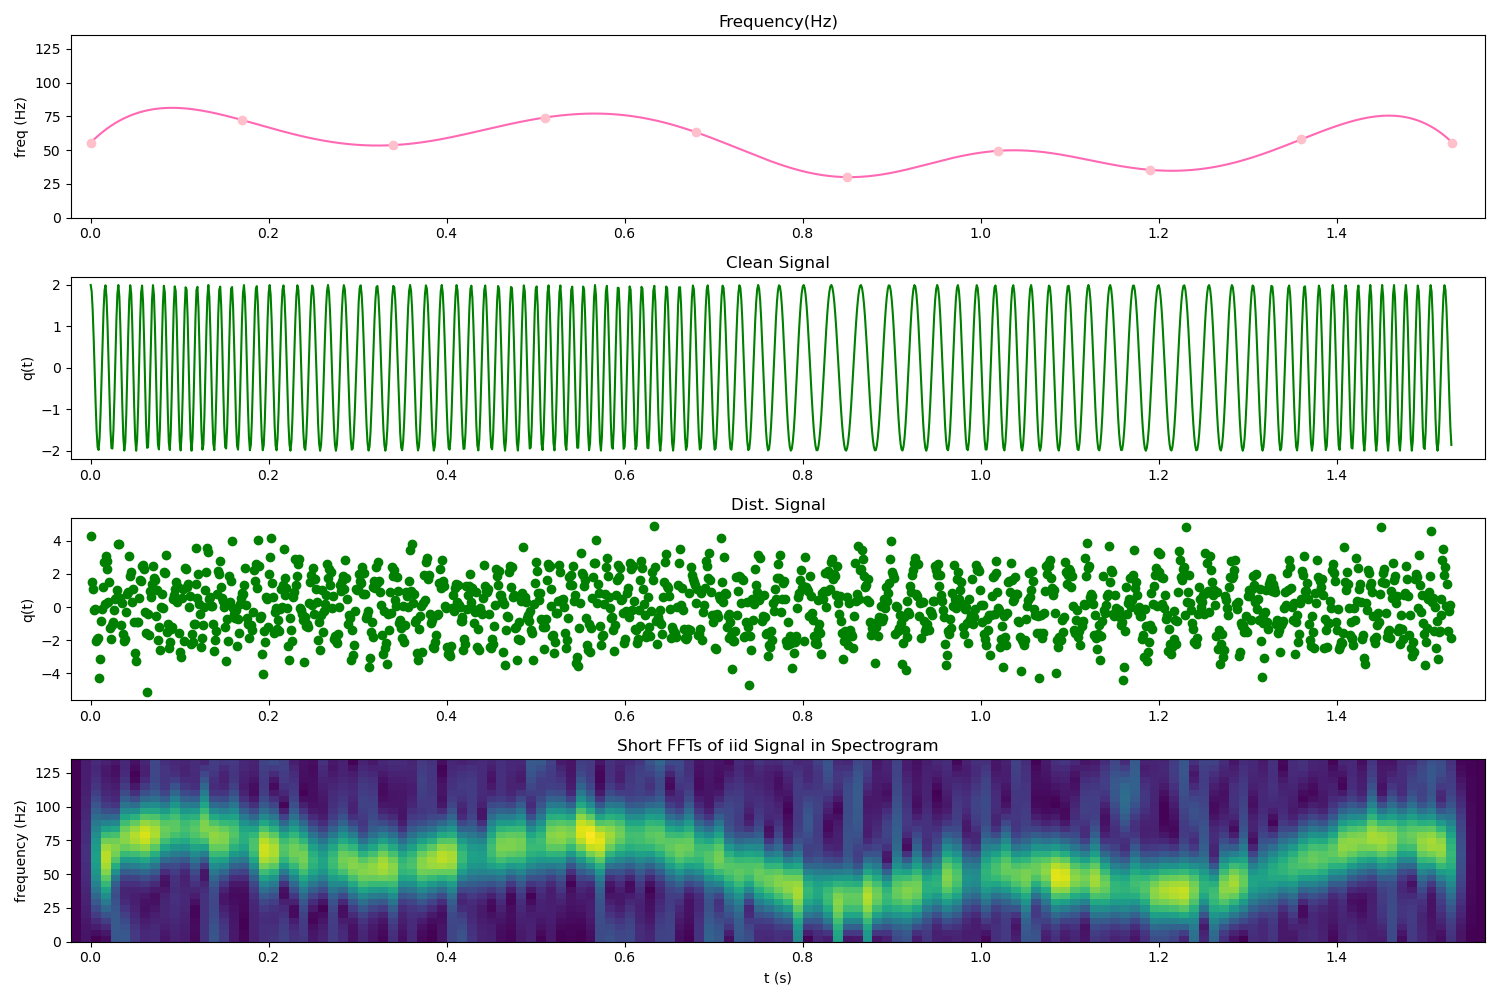 Frequency(Hz)
freq (Hz)
125
100
75
50
25
0
0.0 0.2 0.4 0.6 0.8 1.0 1.2 1.4
Clean Signal
q(t)
2
1
0
−1
−2
0.0 0.2 0.4 0.6 0.8 1.0 1.2 1.4
Dist. Signal
q(t)
4
2
0
−2
−4
0.0 0.2 0.4 0.6 0.8 1.0 1.2 1.4
Short FFTs of iid Signal in Spectrogram
frequency (Hz)
125
100
75
50
25
0
0.0 0.2 0.4 0.6 0.8 1.0 1.2 1.4
t (s)